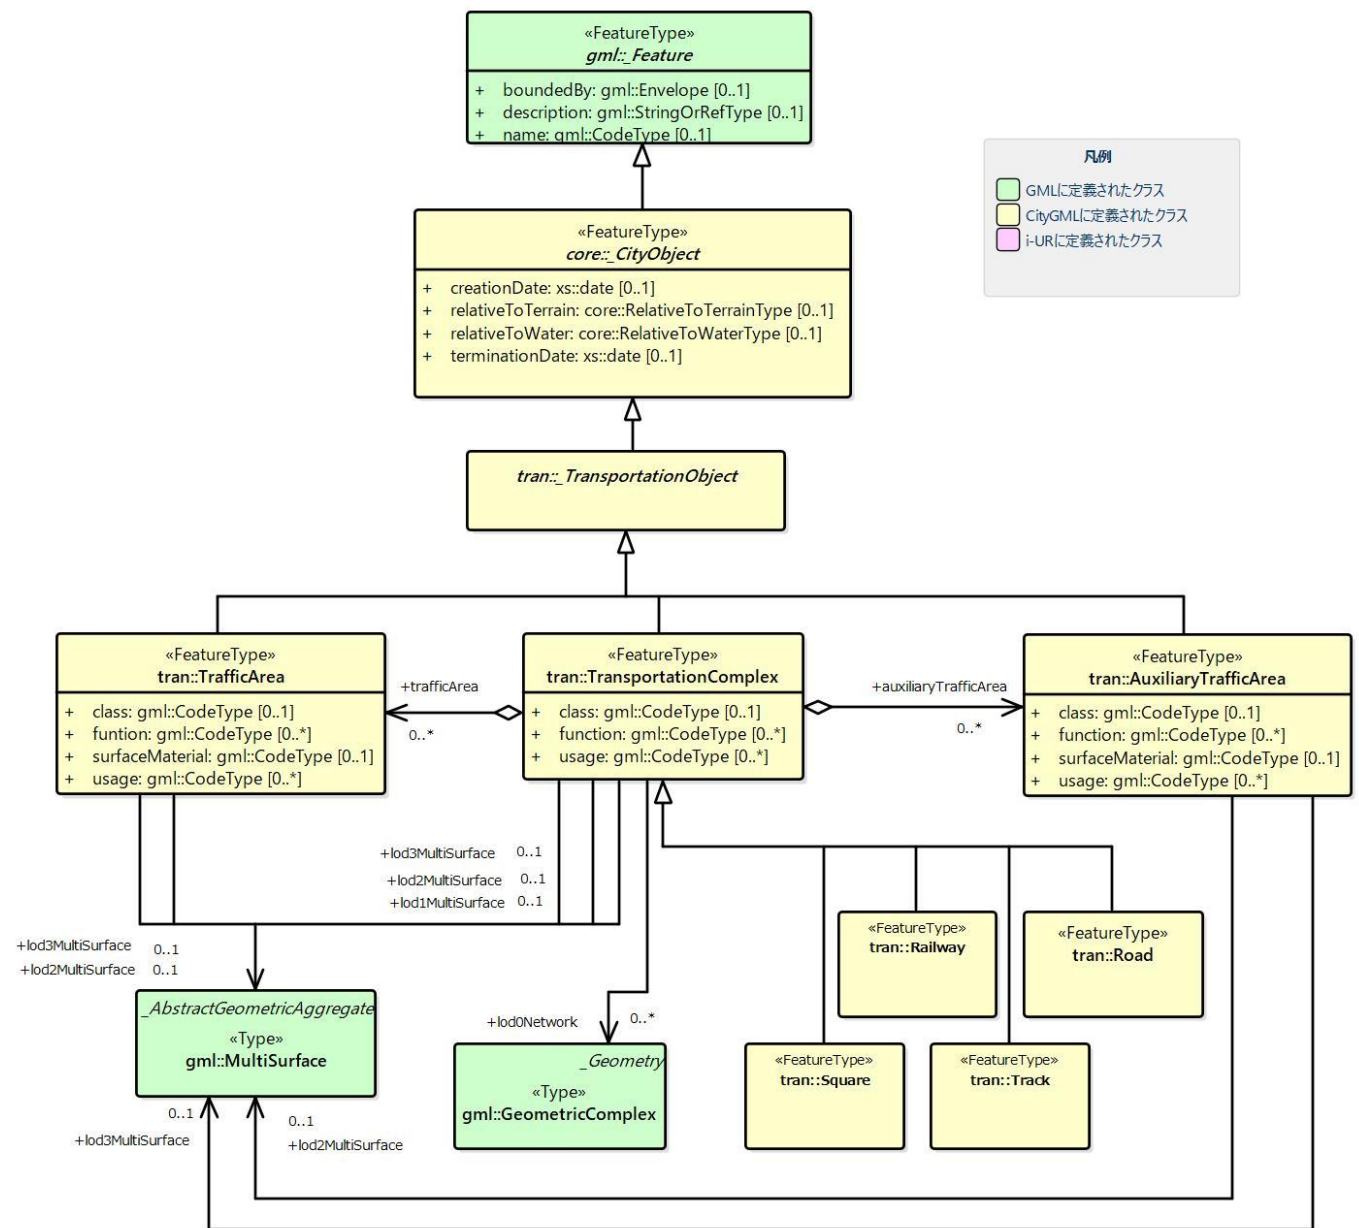 «FeatureType»
gml::_Feature
+ boundedBy: gml::Envelope [0..1]
+ description: gml::StringOrRefType [0..1]
+ name: gml::CodeType [0..1]
凡例
GMLに定義されたクラス
CityGMLに定義されたクラス
i-URに定義されたクラス
«FeatureType»
core::_CityObject
+ creationDate: xs::date [0..1]
+ relativeToTerrain: core::RelativeToTerrainType [0..1]
+ relativeToWater: core::RelativeToWaterType [0..1]
+ terminationDate: xs::date [0..1]
tran::_TransportationObject
«FeatureType»
tran::TrafficArea
+ class: gml::CodeType [0..1]
+ funtion: gml::CodeType [0..*]
+ surfaceMaterial: gml::CodeType [0..1]
+ usage: gml::CodeType [0..*]
+trafficArea
0..*
«FeatureType»
tran::TransportationComplex
+ class: gml::CodeType [0..1]
+ function: gml::CodeType [0..*]
+ usage: gml::CodeType [0..*]
+auxiliaryTrafficArea
0..*
«FeatureType»
tran::AuxiliaryTrafficArea
+ class: gml::CodeType [0..1]
+ function: gml::CodeType [0..*]
+ surfaceMaterial: gml::CodeType [0..1]
+ usage: gml::CodeType [0..*]
+lod3MultiSurface 0..1
+lod2MultiSurface 0..1
+lod1MultiSurface 0..1
+lod3MultiSurface 0..1
+lod2MultiSurface 0..1
«FeatureType»
tran::Railway
«FeatureType»
tran::Road
_AbstractGeometricAggregate
«Type»
gml::MultiSurface
+lod0Network 0..*
_Geometry
«Type»
gml::GeometricComplex
«FeatureType»
tran::Square
«FeatureType»
tran::Track
0..1
+lod3MultiSurface
0..1
+lod2MultiSurface